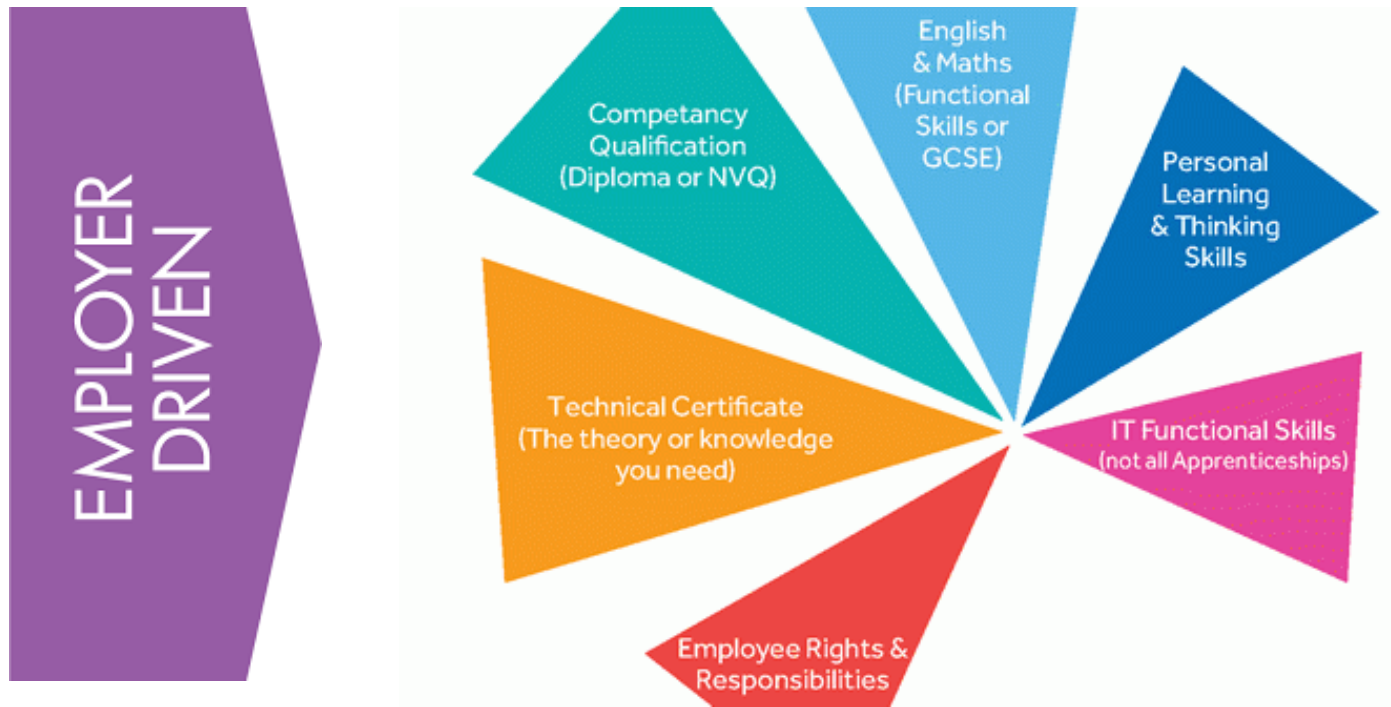 EMPLOYER
DRIVEN
Competancy
Qualification
(Diploma or NVQ)
English
& Maths
(Functional
Skills or
GCSE)
Personal
Learning
& Thinking
Skills
Technical Certificate
(The theory or knowledge
you need)
IT Functional Skills
(not all Apprenticeships)
Employee Rights &
Responsibilities